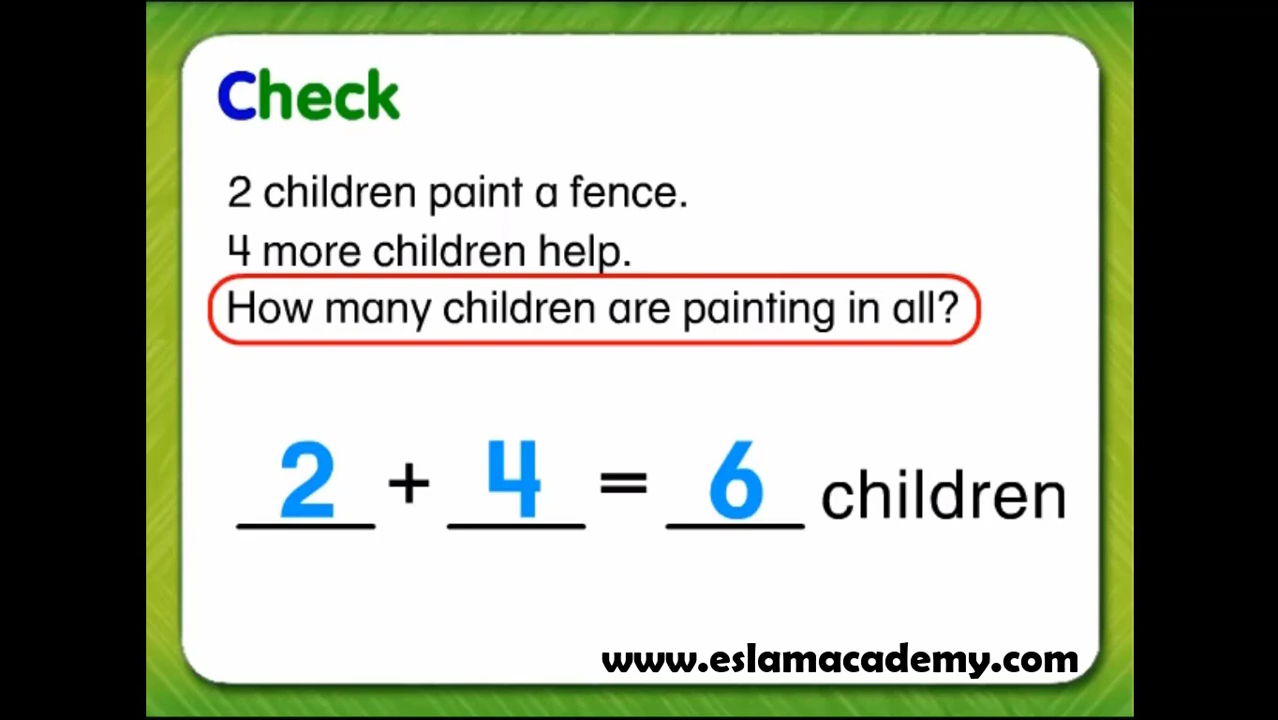 Check
2 children paint a fence.
4 more children help.
How many children are painting in all?
2 + 4 = 6 children
www.eslamacademy.com